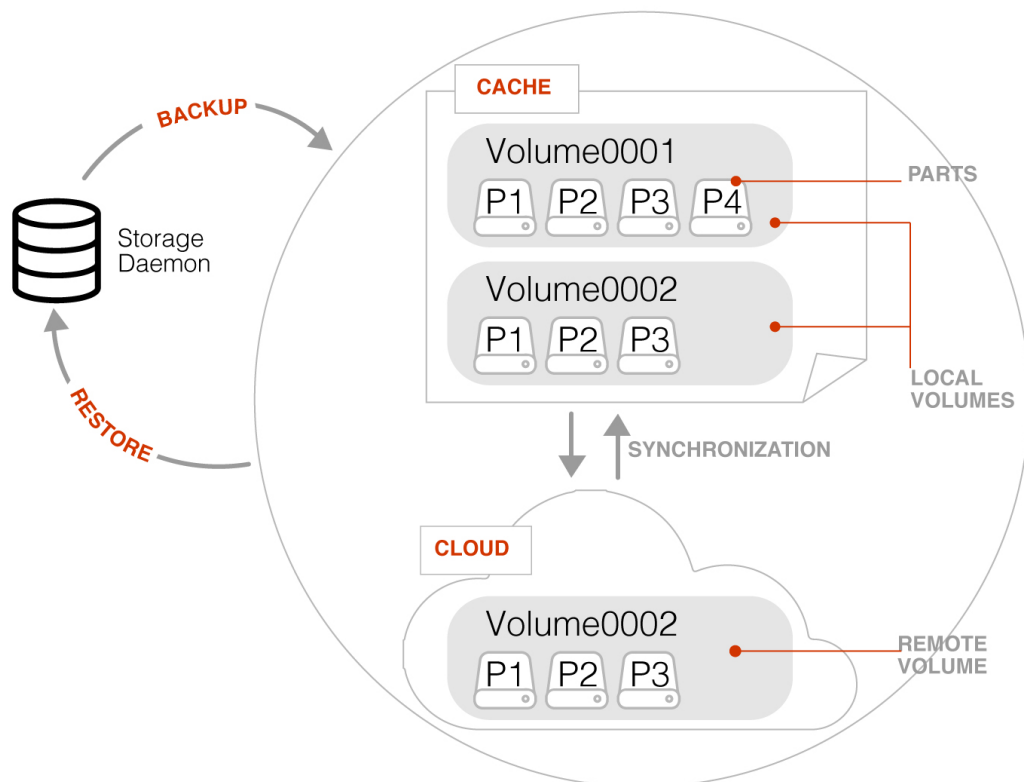 BACKUP
CACHE
Volume0001
P1 P2 P3 P4
PARTS
Storage
Daemon
Volume0002
P1 P2 P3
LOCAL
VOLUMES
RESTORE
SYNCHRONIZATION
CLOUD
Volume0002
P1 P2 P3
REMOTE
VOLUME